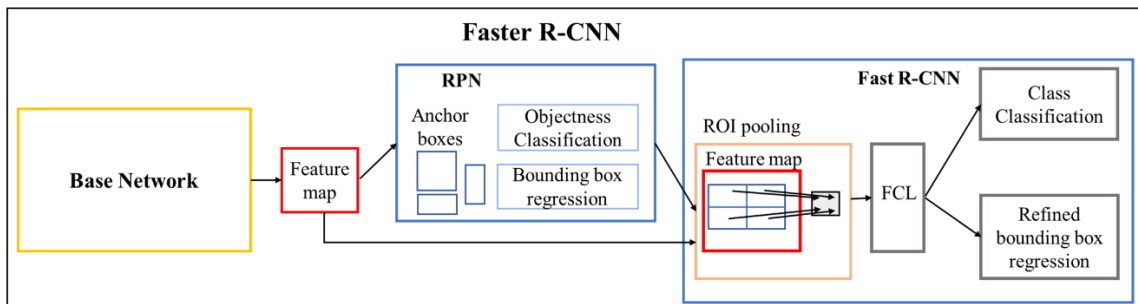 Faster R-CNN
Base Network
Feature
map
RPN
Anchor
boxes
Objectness
Classification
Bounding box
regression
Fast R-CNN
ROI pooling
Feature map
FCL
Class
Classification
Refined
bounding box
regression